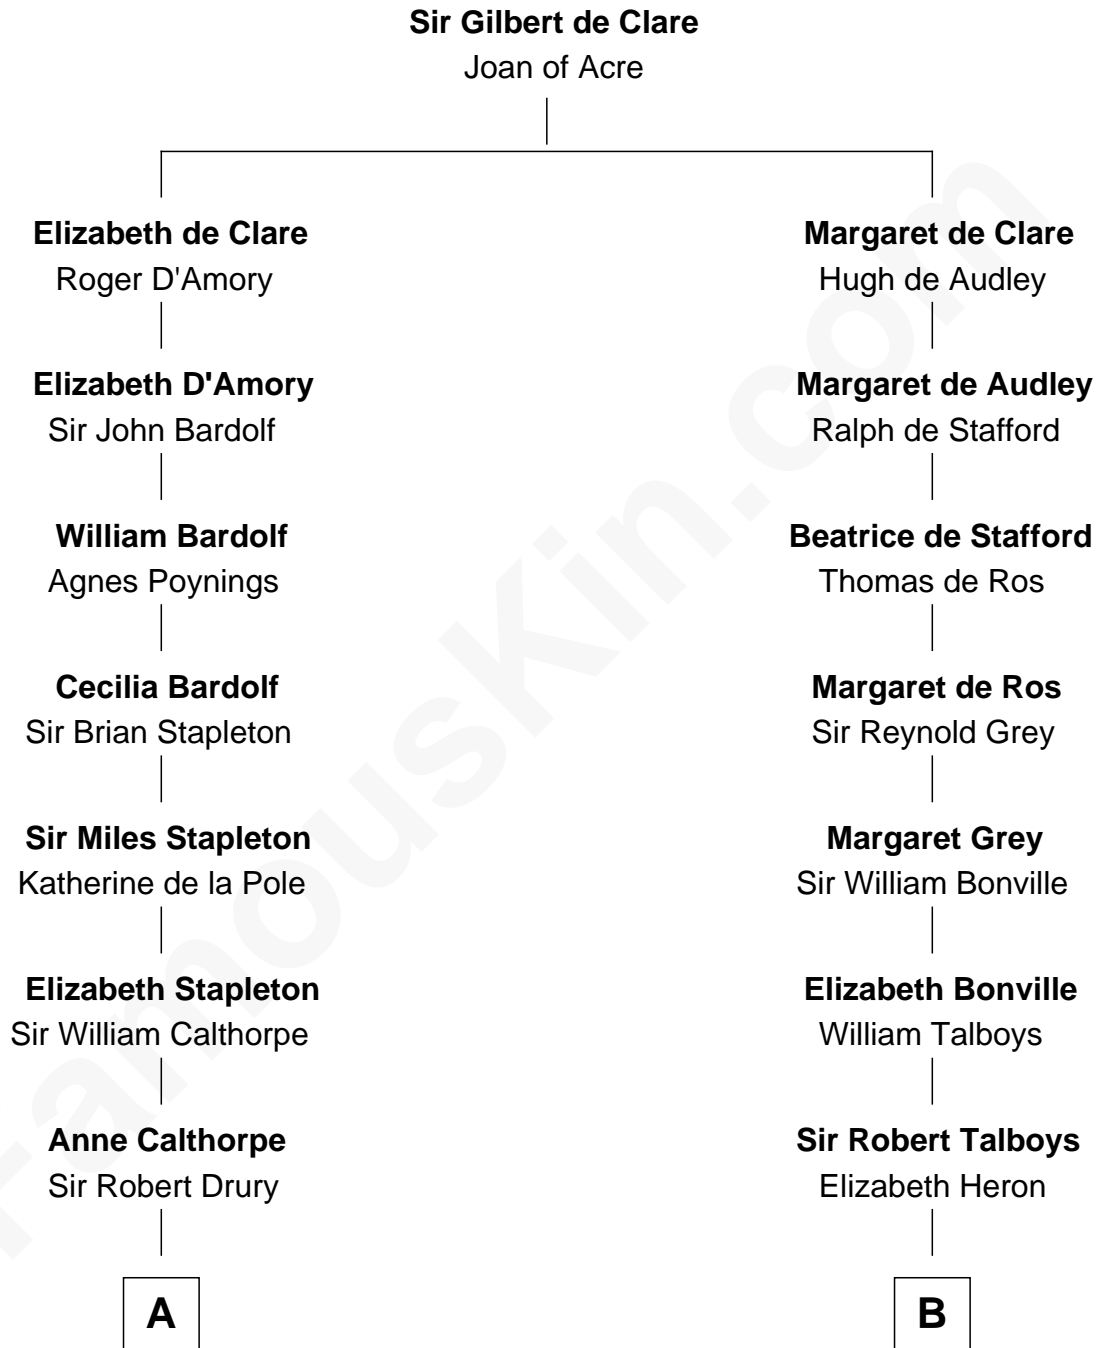 Sir Gilbert de Clare
Joan of Acre
Elizabeth de Clare
Roger D'Amory
Margaret de Clare
Hugh de Audley
Elizabeth D'Amory
Sir John Bardolf
Margaret de Audley
Ralph de Stafford
William Bardolf
Agnes Poynings
Beatrice de Stafford
Thomas de Ros
Cecilia Bardolf
Sir Brian Stapleton
Margaret de Ros
Sir Reynold Grey
Sir Miles Stapleton
Katherine de la Pole
Margaret Grey
Sir William Bonville
Elizabeth Stapleton
Sir William Calthorpe
Elizabeth Bonville
William Talboys
Anne Calthorpe
Sir Robert Drury
Sir Robert Talboys
Elizabeth Heron
A
B
FamousKin.com